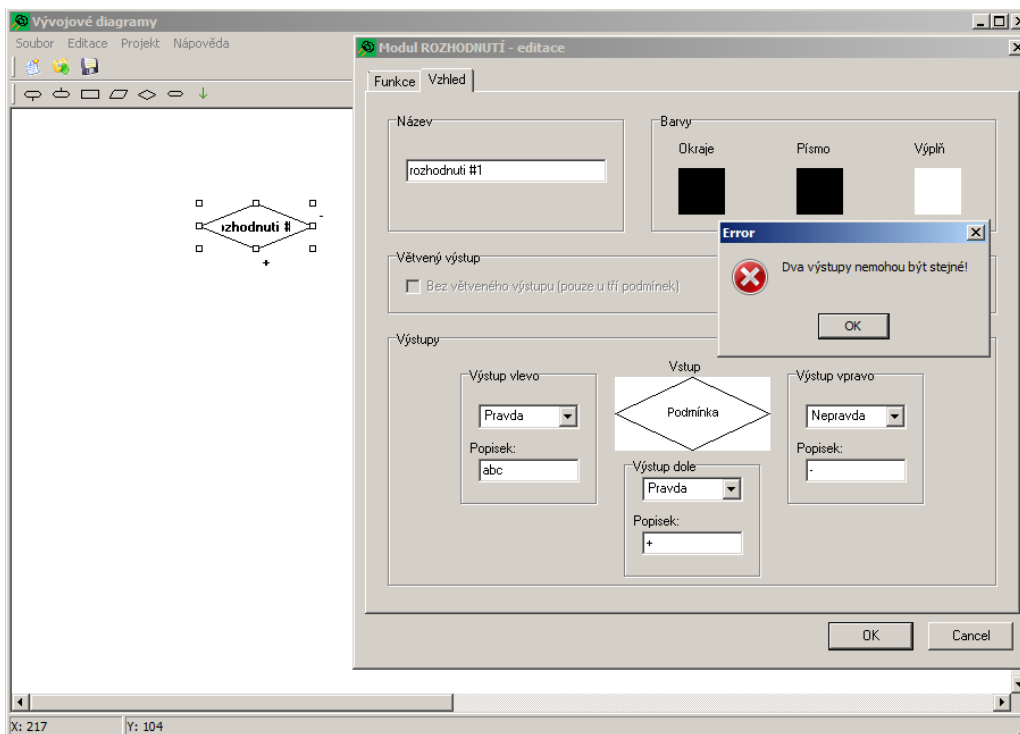 Vývojové diagramy
Soubor Editace Projekt Nápověda
Modul ROZHODNUTÍ - editace
Funkce Vzhled
Název
rozhodnuti #1
Barvy
Okraje Písmo Výplň
zhodnuti #
-
+
Error
Dva výstupy nemohou být stejné!
OK
Větvený výstup
Bez větveného výstupu (pouze u tří podmínek)
Výstupy
Výstup vlevo
Pravda
Popisek:
abc
Vstup
Podmínka
Výstup vpravo
Nepravda
Popisek:
-
Výstup dole
Pravda
Popisek:
+
OK Cancel
X: 217 Y: 104